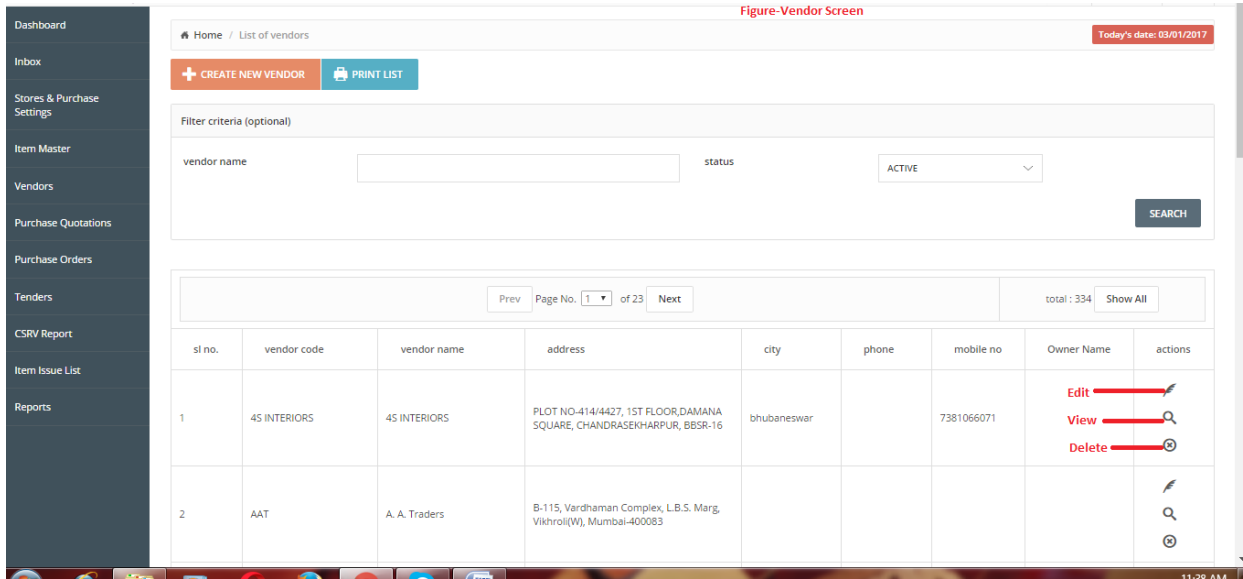 Figure-Vendor Screen
Dashboard
Inbox
Stores & Purchase
Settings
Item Master
Vendors
Purchase Quotations
Purchase Orders
Tenders
CSRV Report
Item Issue List
Reports
Home / List of vendors
Today's date: 03/01/2017
CREATE NEW VENDOR
PRINT LIST
Filter criteria (optional)
vendor name
status
ACTIVE
SEARCH
Prev Page No. 1 of 23 Next
total : 334 Show All
sl no. vendor code vendor name address city phone mobile no Owner Name actions
1 4S INTERIORS 4S INTERIORS
PLOT NO-414/4427, 1ST FLOOR,DAMANA
SQUARE, CHANDRASEKHARPUR, BBSR-16
bhubaneswar
7381066071
Edit
View
Delete
2 AAT A. A. Traders
B-115, Vardhaman Complex, L.B.S. Marg,
Vikhroli(W), Mumbai-400083
11:28 AM